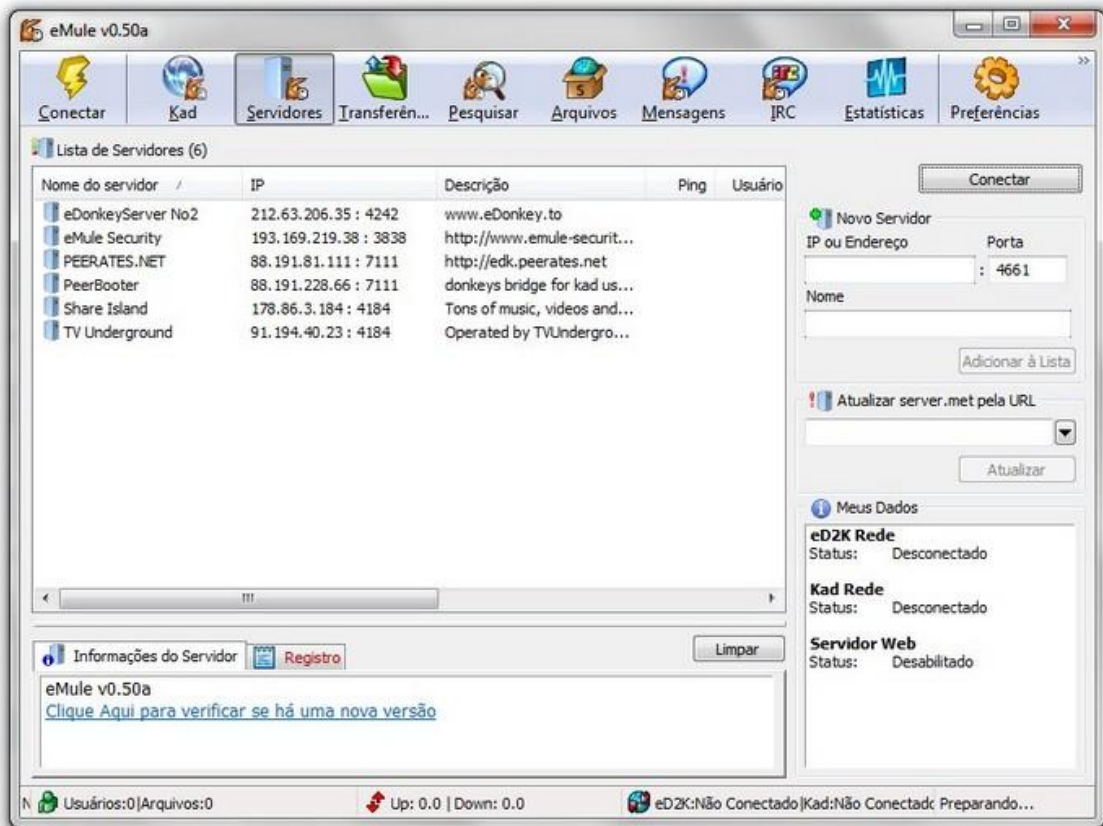 eMule v0.50a
Conectar Kad Servidores Transferên... Pesquisar Arquivos Mensagens IRC Estatísticas Preferências
Lista de Servidores (6)
Nome do servidor IP Descrição Ping Usuário
eDonkeyServer No2 212.63.206.35 : 4242 www.eDonkey.to
eMule Security 193.169.219.38 : 3838 http://www.emule-securit...
PEERATES.NET 88.191.81.111 : 7111 http://edk.peerates.net
PeerBooter 88.191.228.66 : 7111 donkeys bridge for kad us...
Share Island 178.86.3.184 : 4184 Tons of music, videos and...
TV Underground 91.194.40.23 : 4184 Operated by TVUndergro...
Conectar
Novo Servidor
IP ou Endereço Porta
: 4661
Nome
Adicionar à Lista
Atualizar server.met pela URL
Atualizar
Meus Dados
eD2K Rede
Status: Desconectado
Kad Rede
Status: Desconectado
Servidor Web
Status: Desabilitado
Informações do Servidor Registro Limpar
eMule v0.50a
Clique Aqui para verificar se há uma nova versão
N Usuários:0|Arquivos:0 Up: 0.0 | Down: 0.0 eD2K:Não Conectado|Kad:Não Conectadc Preparando...